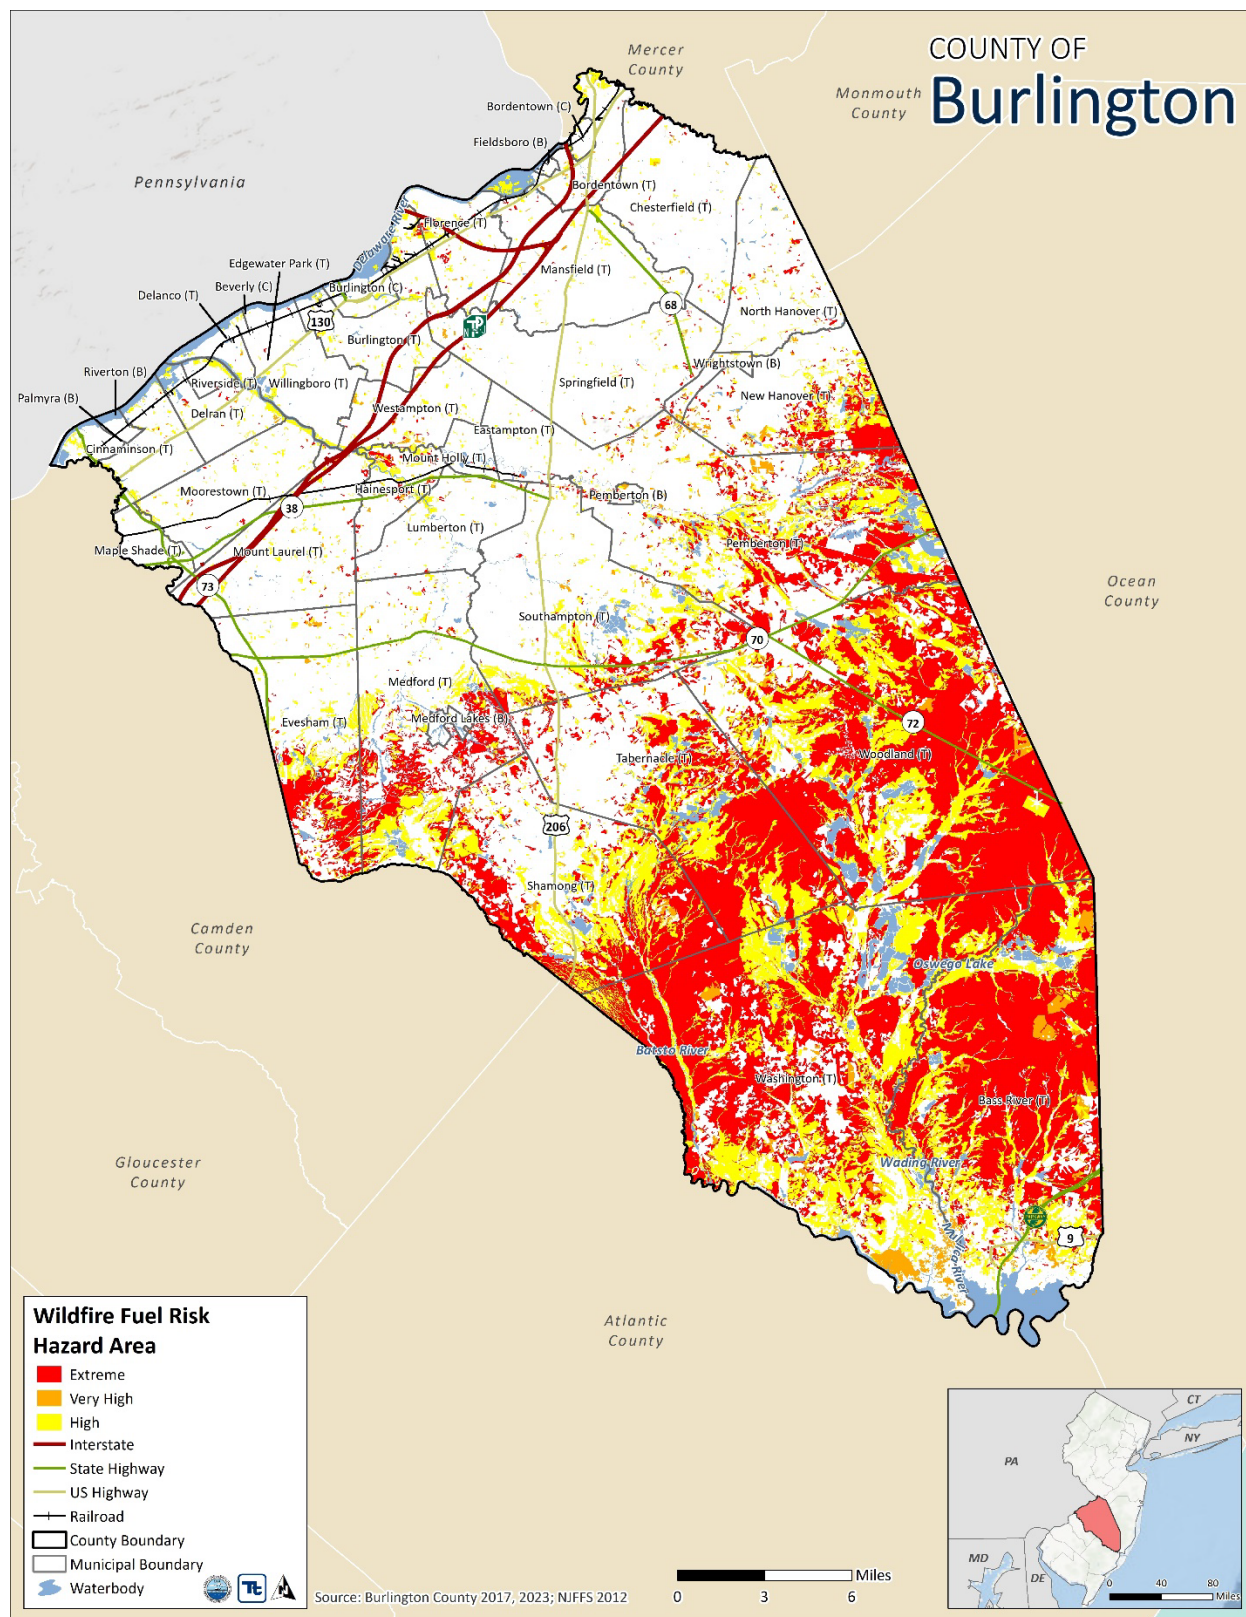 COUNTY OF
Burlington
Mercer
County
Monmouth
County
Pennsylvania
Bordentown (C)
Fieldsboro (B)
Bordentown (T)
Chesterfield (T)
Delaware River
Florence (T)
Edgewater Park (T)
Mansfield (T)
Beverly (C)
Burlington (C)
Delanco (T)
68
North Hanover (T)
130
Burlington (T)
Wrightstown (B)
Riverton (B)
Riverside (T)
Willingboro (T)
Springfield (T)
New Hanover (T)
Palmyra (B)
Delran (T)
Westampton (T)
Eastampton (T)
Cinnaminson (T)
Mount Holly (T)
Moorestown (T)
Hainesport (T)
Pemberton (B)
38
Lumberton (T)
Maple Shade (T)
Mount Laurel (T)
Pemberton (T)
73
Ocean
County
Southampton (T)
70
Medford (T)
Evesham (T)
Medford Lakes (B)
72
Tabernacle (T)
Woodland (T)
206
Shamong (T)
Camden
County
Oswego Lake
Batsto River
Washington (T)
Bass River (T)
Gloucester
County
Wading River
Mullica River
9
Atlantic
County
Wildfire Fuel Risk
Hazard Area
Extreme
Very High
High
Interstate
State Highway
US Highway
Railroad
County Boundary
Municipal Boundary
Waterbody
Tt
N
Source: Burlington County 2017, 2023; NJFFS 2012
Miles
0 3 6
CT
NY
PA
MD
DE
0 40 80
Miles